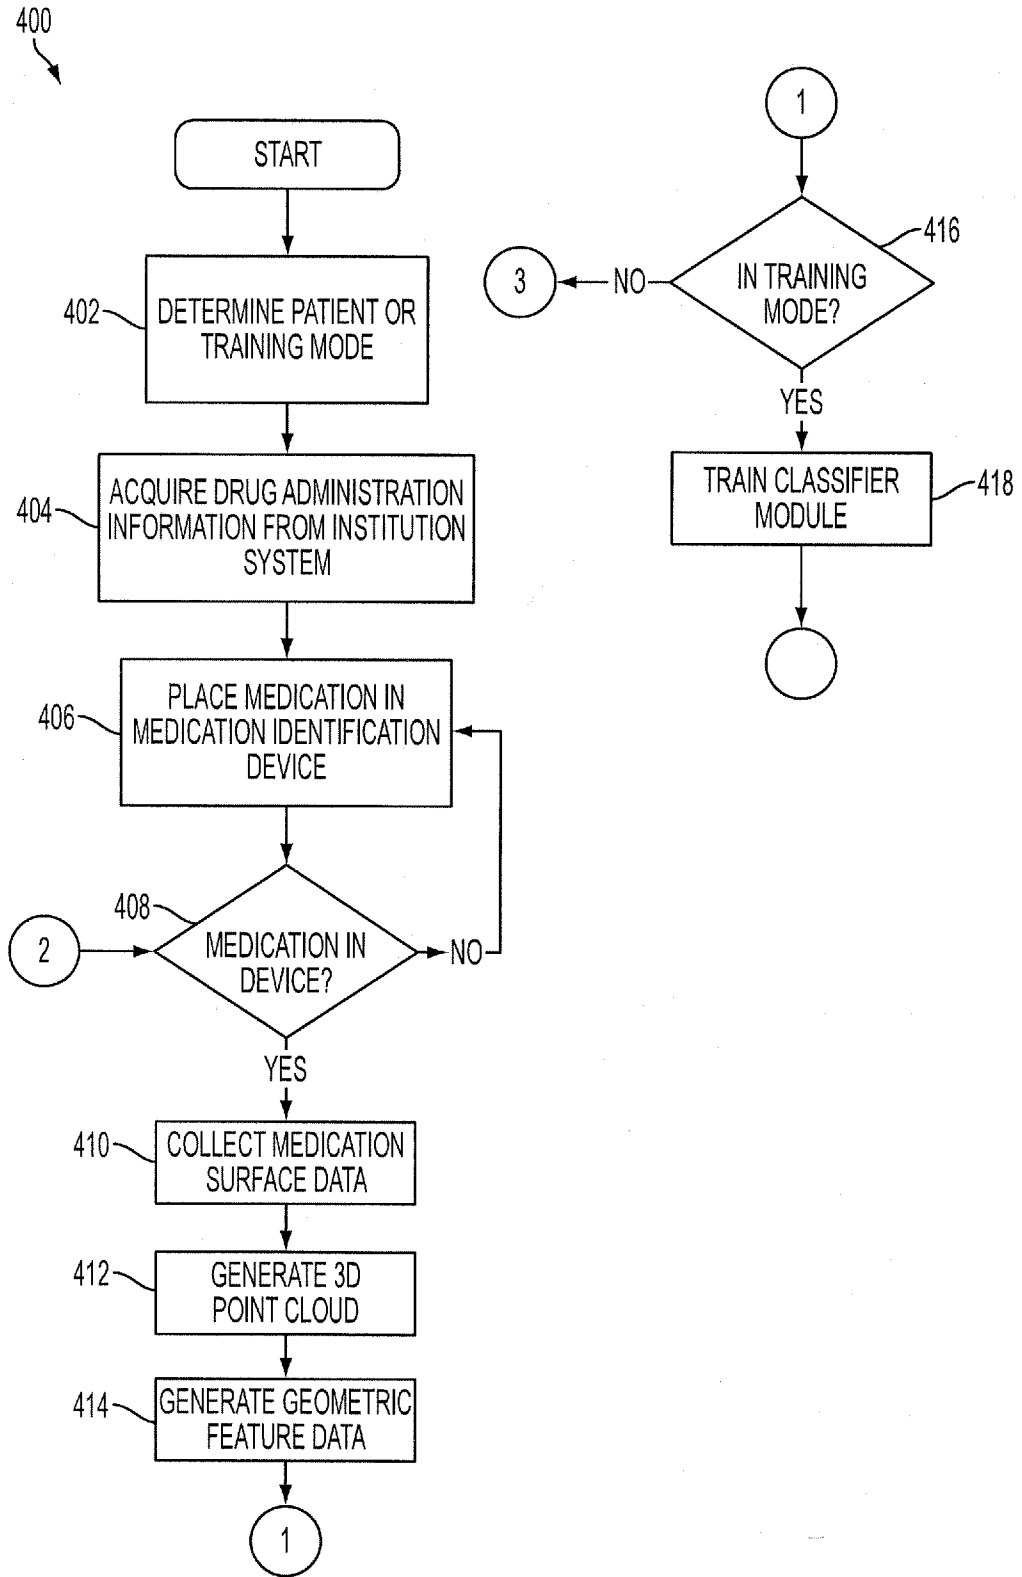 400
START
402
DETERMINE PATIENT OR
TRAINING MODE
404
ACQUIRE DRUG ADMINISTRATION
INFORMATION FROM INSTITUTION
SYSTEM
406
PLACE MEDICATION IN
MEDICATION IDENTIFICATION
DEVICE
408
2
MEDICATION IN
DEVICE?
NO
YES
410
COLLECT MEDICATION
SURFACE DATA
412
GENERATE 3D
POINT CLOUD
414
GENERATE GEOMETRIC
FEATURE DATA
1
1
416
IN TRAINING
MODE?
NO
3
YES
TRAIN CLASSIFIER
MODULE
418